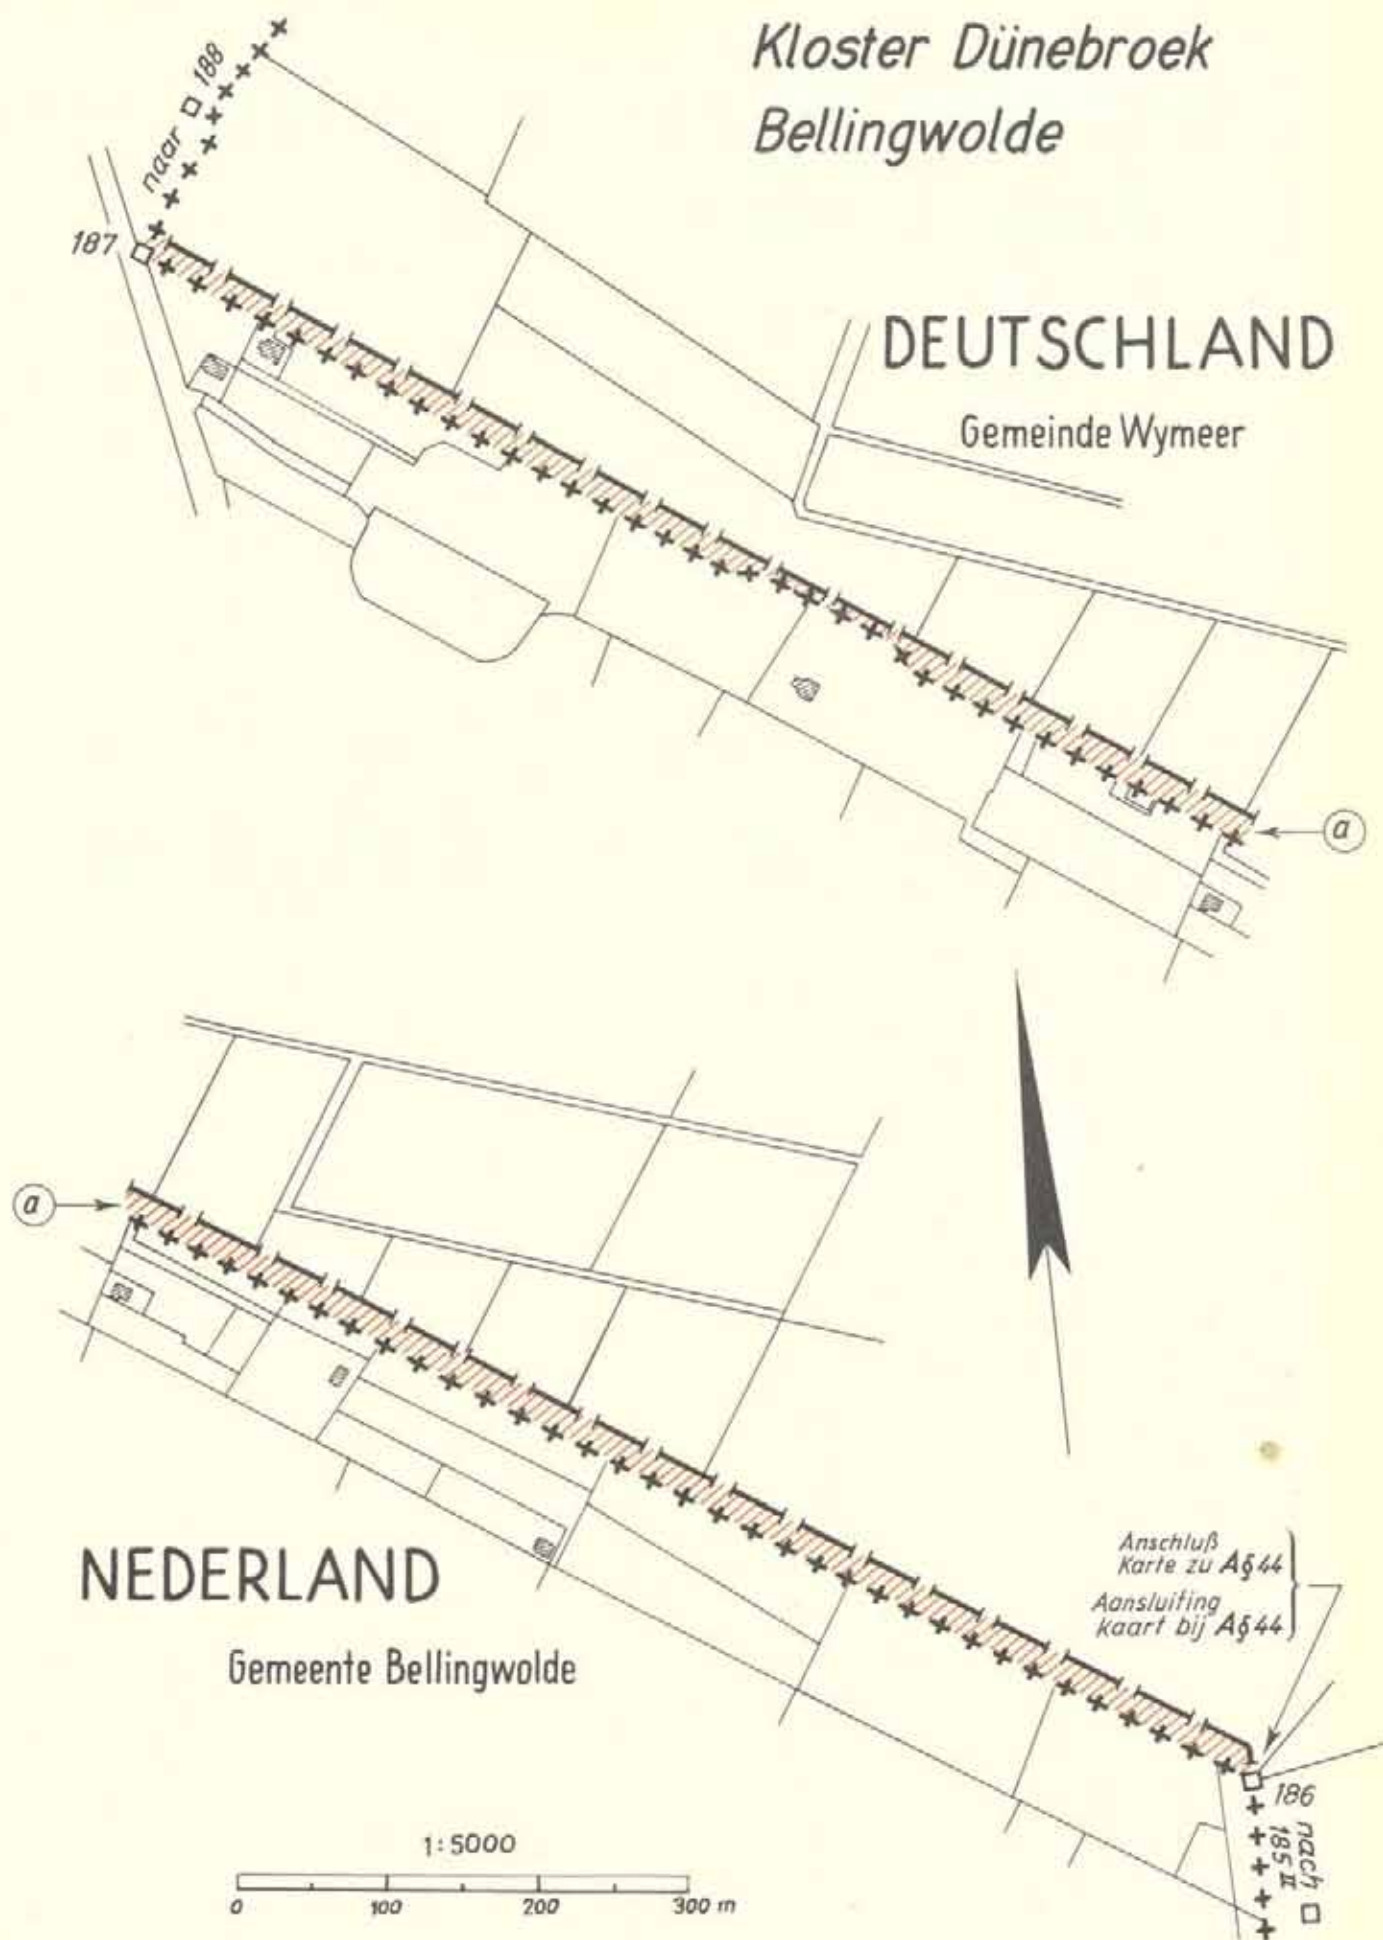 Kloster Dünebroek
Bellingwolde
naar □ 188
187
DEUTSCHLAND
Gemeinde Wymeer
a
a
NEDERLAND
Gemeente Bellingwolde
Anschluß
Karte zu A§44
Aansluiting
kaart bij A§44
186
nach □
185 II
1:5000
0 100 200 300 m